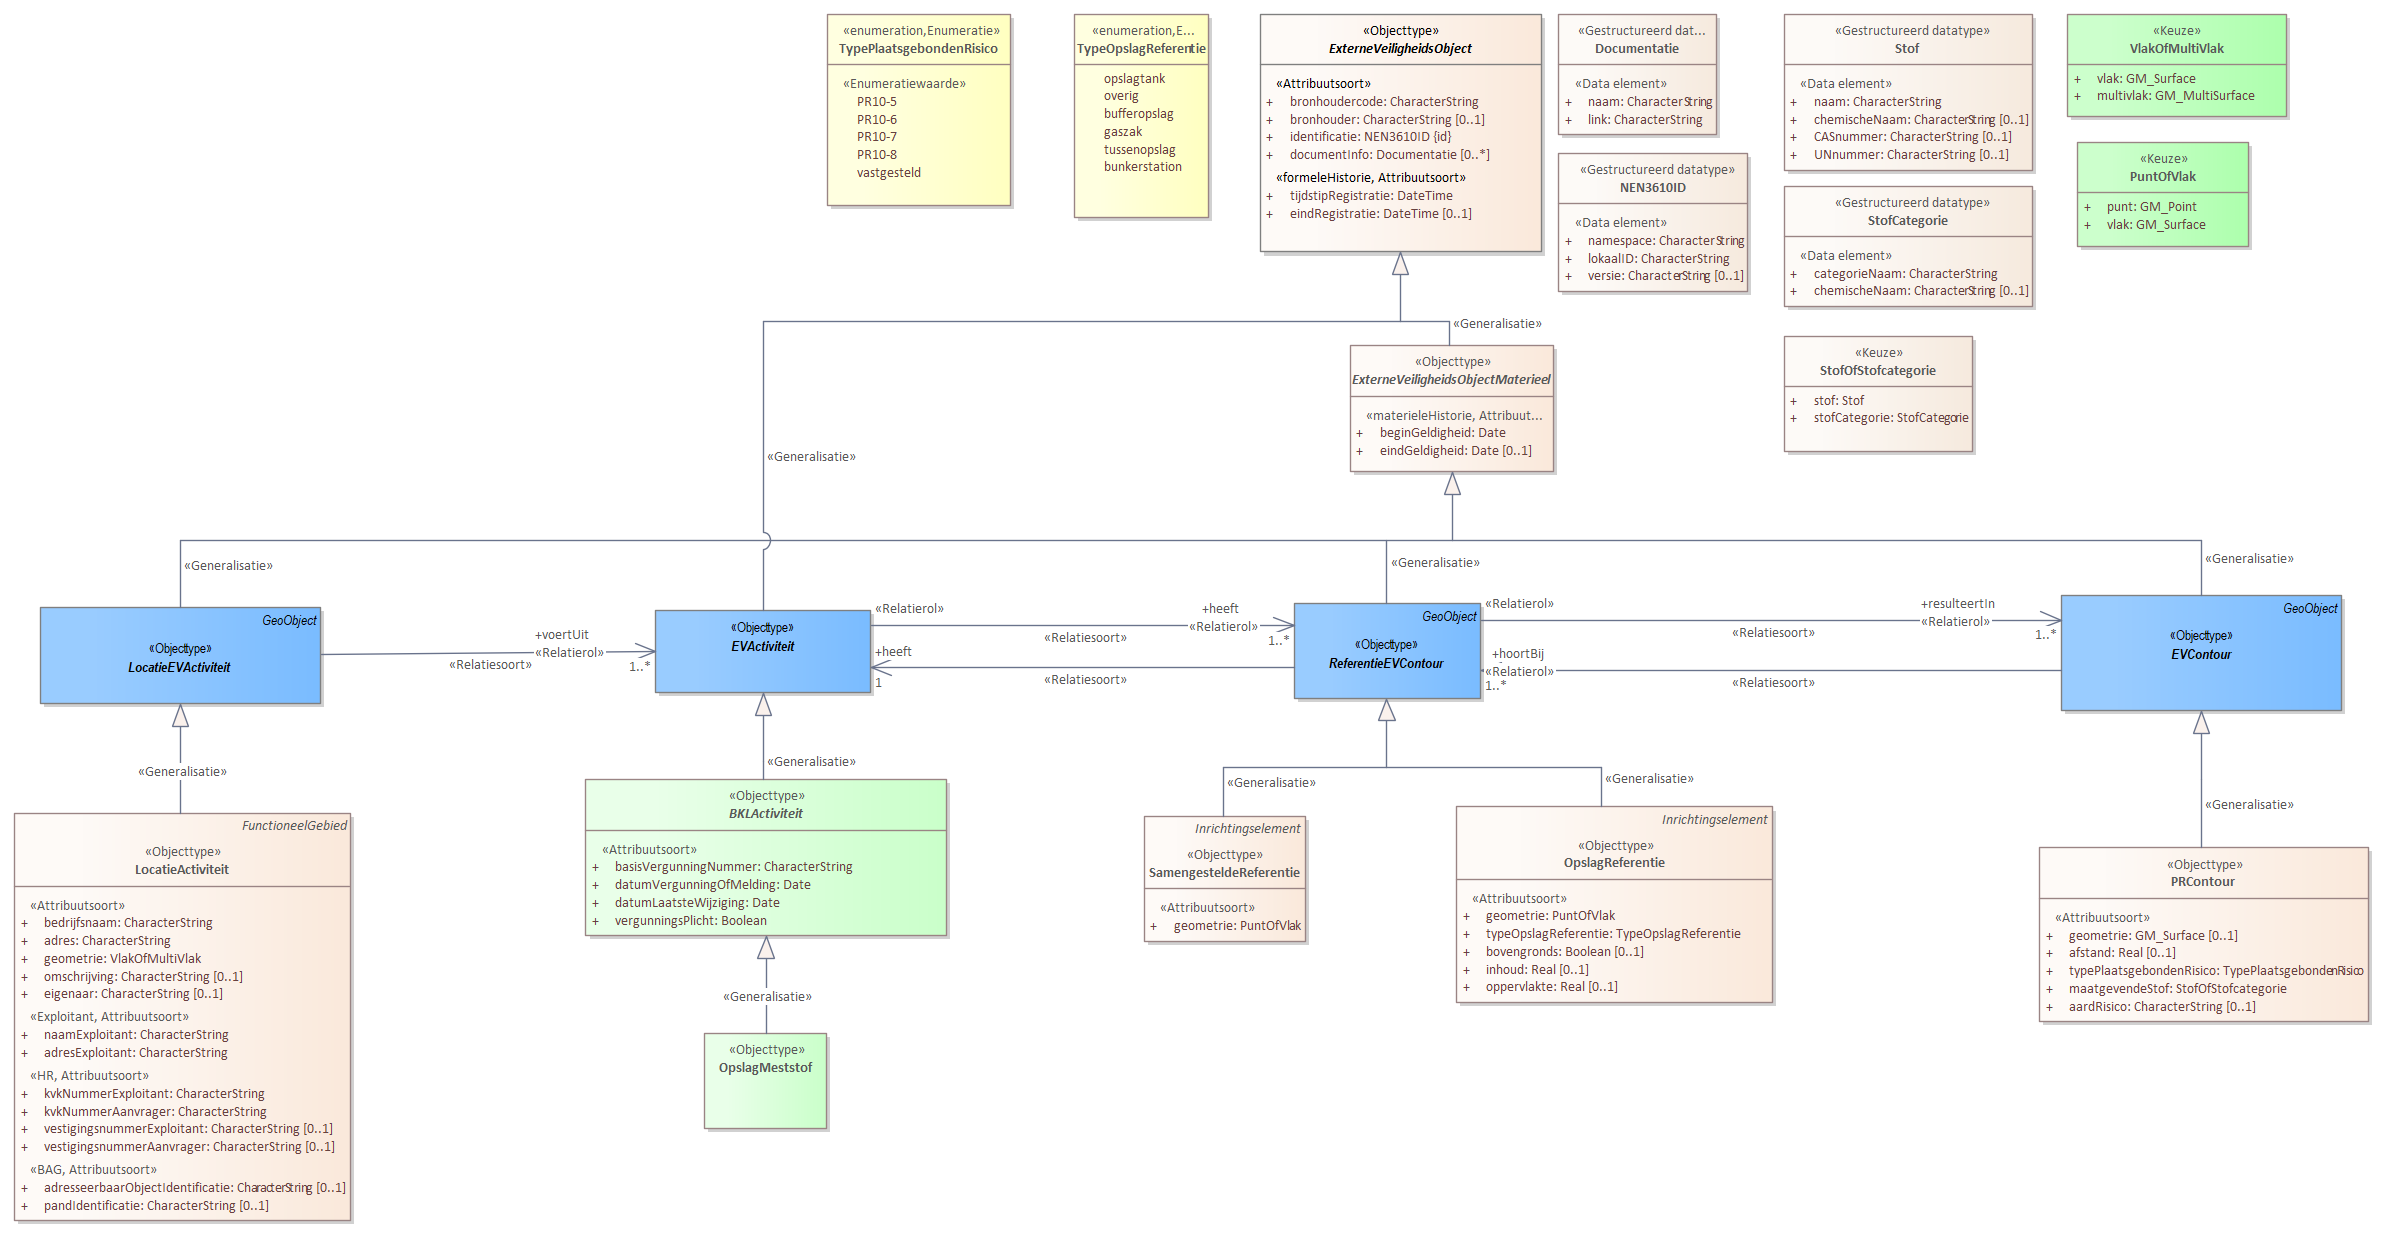 «enumeration,Enumeratie»
TypePlaatsgebondenRisico
«Enumeratiewaarde»
PR10-5
PR10-6
PR10-7
PR10-8
vastgesteld
«enumeration,E...
TypeOpslagReferentie
opslagtank
overig
bufferopslag
gaszak
tussenopslag
bunkerstation
«Objecttype»
ExterneVeiligheidsObject
«Attribuutsoort»
+ bronhoudercode: CharacterString
+ bronhouder: CharacterString [0..1]
+ identificatie: NEN3610ID {id}
+ documentInfo: Documentatie [0..*]
«formeleHistorie, Attribuutsoort»
+ tijdstipRegistratie: DateTime
+ eindRegistratie: DateTime [0..1]
«Gestructureerd dat...
Documentatie
«Data element»
+ naam: CharacterString
+ link: CharacterString
«Gestructureerd datatype»
NEN3610ID
«Data element»
+ namespace: CharacterString
+ lokaalID: CharacterString
+ versie: CharacterString [0..1]
«Gestructureerd datatype»
Stof
«Data element»
+ naam: CharacterString
+ chemischeNaam: CharacterString [0..1]
+ CASnummer: CharacterString [0..1]
+ UNnummer: CharacterString [0..1]
«Gestructureerd datatype»
StofCategorie
«Data element»
+ categorieNaam: CharacterString
+ chemischeNaam: CharacterString [0..1]
«Keuze»
StofOfStofcategorie
+ stof: Stof
+ stofCategorie: StofCategorie
«Keuze»
VlakOfMultiVlak
+ vlak: GM_Surface
+ multivlak: GM_MultiSurface
«Keuze»
PuntOfVlak
+ punt: GM_Point
+ vlak: GM_Surface
«Generalisatie»
«Objecttype»
ExterneVeiligheidsObjectMaterieel
«materieleHistorie, Attribuut...
+ beginGeldigheid: Date
+ eindGeldigheid: Date [0..1]
«Generalisatie»
«Generalisatie»
«Generalisatie»
«Generalisatie»
GeoObject
«Objecttype»
LocatieEVActiviteit
+voertUit
«Relatierol»
«Relatiesoort»
1..*
«Objecttype»
EVActiviteit
«Relatierol»
+heeft
«Relatierol»
«Relatiesoort»
1..*
+heeft
«Relatiesoort»
1
GeoObject
«Objecttype»
ReferentieEVContour
«Relatierol»
+resulteertIn
«Relatierol»
«Relatiesoort»
1..*
+hoortBij
«Relatierol»
«Relatiesoort»
1..*
GeoObject
«Objecttype»
EVContour
«Generalisatie»
FunctioneelGebied
«Objecttype»
LocatieActiviteit
«Attribuutsoort»
+ bedrijfsnaam: CharacterString
+ adres: CharacterString
+ geometrie: VlakOfMultiVlak
+ omschrijving: CharacterString [0..1]
+ eigenaar: CharacterString [0..1]
«Exploitant, Attribuutsoort»
+ naamExploitant: CharacterString
+ adresExploitant: CharacterString
«HR, Attribuutsoort»
+ kvkNummerExploitant: CharacterString
+ kvkNummerAanvrager: CharacterString
+ vestigingsnummerExploitant: CharacterString [0..1]
+ vestigingsnummerAanvrager: CharacterString [0..1]
«BAG, Attribuutsoort»
+ adresseerbaarObjectIdentificatie: CharacterString [0..1]
+ pandIdentificatie: CharacterString [0..1]
«Generalisatie»
«Objecttype»
BKLActiviteit
«Attribuutsoort»
+ basisVergunningNummer: CharacterString
+ datumVergunningOfMelding: Date
+ datumLaatsteWijziging: Date
+ vergunningsPlicht: Boolean
«Generalisatie»
«Objecttype»
OpslagMeststof
«Generalisatie»
Inrichtingselement
«Objecttype»
SamengesteldeReferentie
«Attribuutsoort»
+ geometrie: PuntOfVlak
«Generalisatie»
Inrichtingselement
«Objecttype»
OpslagReferentie
«Attribuutsoort»
+ geometrie: PuntOfVlak
+ typeOpslagReferentie: TypeOpslagReferentie
+ bovengronds: Boolean [0..1]
+ inhoud: Real [0..1]
+ oppervlakte: Real [0..1]
«Generalisatie»
«Objecttype»
PRContour
«Attribuutsoort»
+ geometrie: GM_Surface [0..1]
+ afstand: Real [0..1]
+ typePlaatsgebondenRisico: TypePlaatsgebondenRisico
+ maatgevendeStof: StofOfStofcategorie
+ aardRisico: CharacterString [0..1]